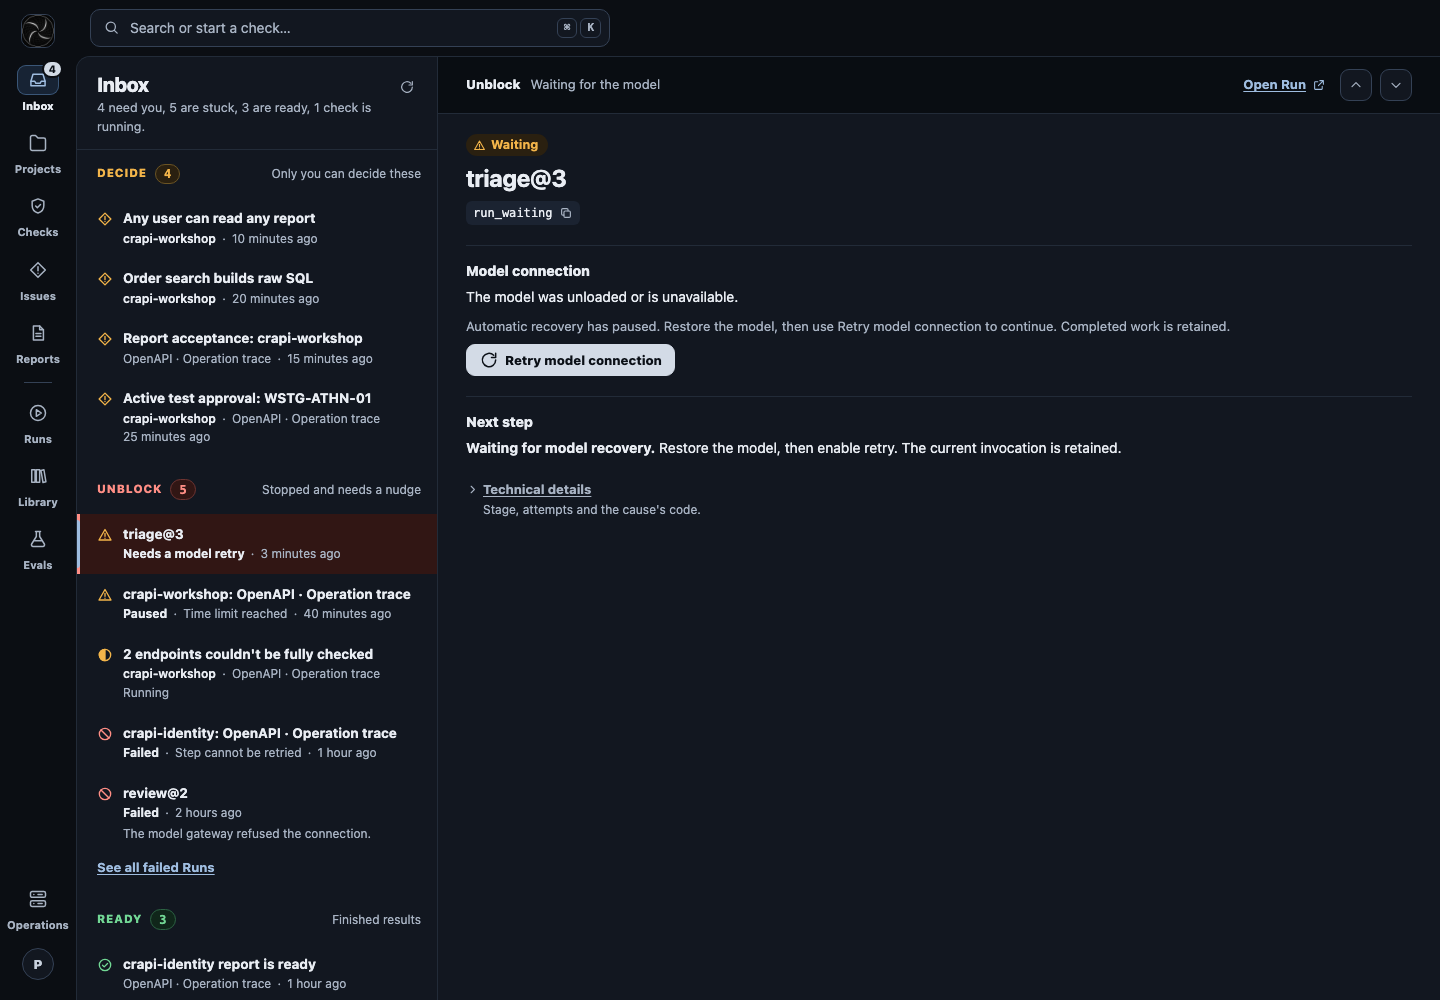 Search or start a check...
⌘ K
4
Inbox
Projects
Checks
Issues
Reports
Runs
Library
Evals
Operations
P
Inbox
4 need you, 5 are stuck, 3 are ready, 1 check is
running.
DECIDE 4 Only you can decide these
Any user can read any report
crapi-workshop · 10 minutes ago
Order search builds raw SQL
crapi-workshop · 20 minutes ago
Report acceptance: crapi-workshop
OpenAPI · Operation trace · 15 minutes ago
Active test approval: WSTG-ATHN-01
crapi-workshop · OpenAPI · Operation trace
25 minutes ago
UNBLOCK 5 Stopped and needs a nudge
triage@3
Needs a model retry · 3 minutes ago
crapi-workshop: OpenAPI · Operation trace
Paused · Time limit reached · 40 minutes ago
2 endpoints couldn't be fully checked
crapi-workshop · OpenAPI · Operation trace
Running
crapi-identity: OpenAPI · Operation trace
Failed · Step cannot be retried · 1 hour ago
review@2
Failed · 2 hours ago
The model gateway refused the connection.
See all failed Runs
READY 3 Finished results
crapi-identity report is ready
OpenAPI · Operation trace · 1 hour ago
Unblock Waiting for the model
Open Run
Waiting
triage@3
run_waiting
Model connection
The model was unloaded or is unavailable.
Automatic recovery has paused. Restore the model, then use Retry model connection to continue. Completed work is retained.
Retry model connection
Next step
Waiting for model recovery. Restore the model, then enable retry. The current invocation is retained.
Technical details
Stage, attempts and the cause's code.